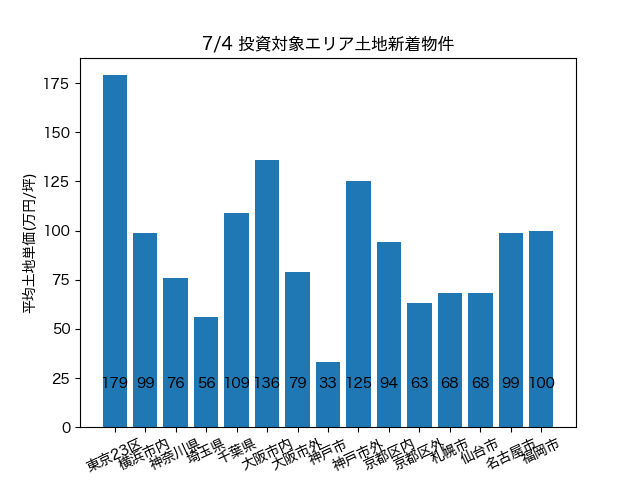 7/4 投資対象エリア土地新着物件
平均土地単価(万円/坪)
175
150
125
100
75
50
25
0
179 99 76 56 109 136 79 33 125 94 63 68 68 99 100
東京23区 横浜市内 神奈川県 埼玉県 千葉県 大阪市内 大阪市外 神戸市 神戸市外 京都区内 京都区外 札幌市 仙台市 名古屋市 福岡市